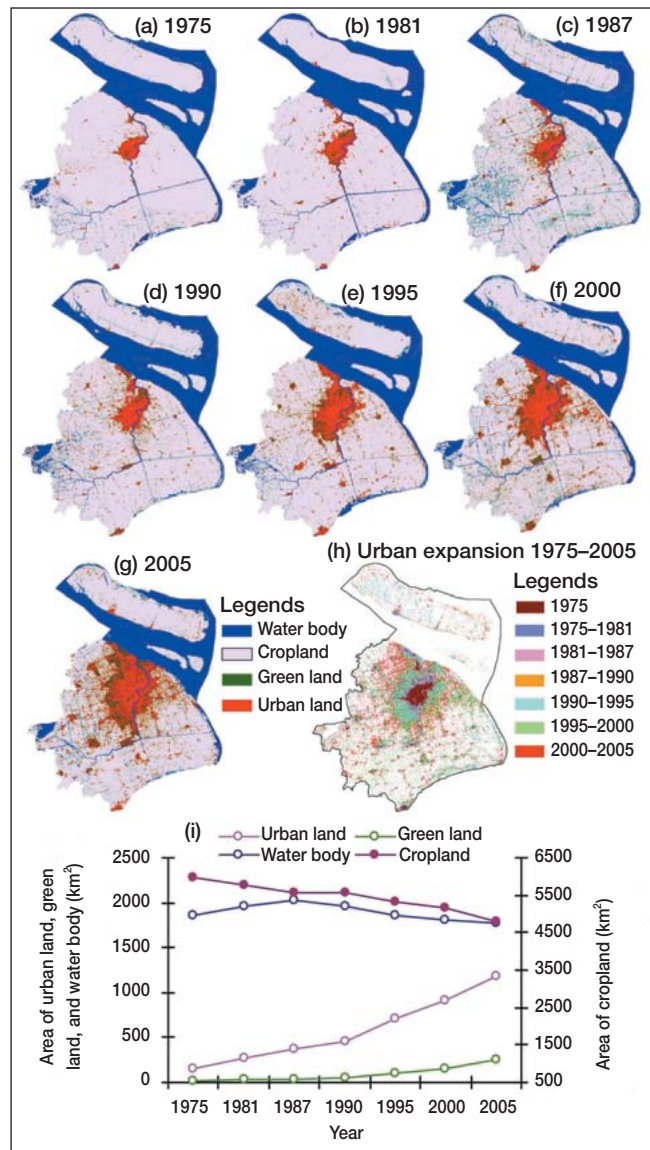 (a) 1975
(b) 1981
(c) 1987
(d) 1990
(e) 1995
(f) 2000
(g) 2005
Legends
Water body
Cropland
Green land
Urban land
(h) Urban expansion 1975–2005
Legends
1975
1975–1981
1981–1987
1987–1990
1990–1995
1995–2000
2000–2005
(i)
Urban land
Green land
Water body
Cropland
Area of urban land, green
land, and water body (km²)
2500
2000
1500
1000
500
0
6500
5500
4500
3500
2500
1500
500
Area of cropland (km²)
1975 1981 1987 1990 1995 2000 2005
Year